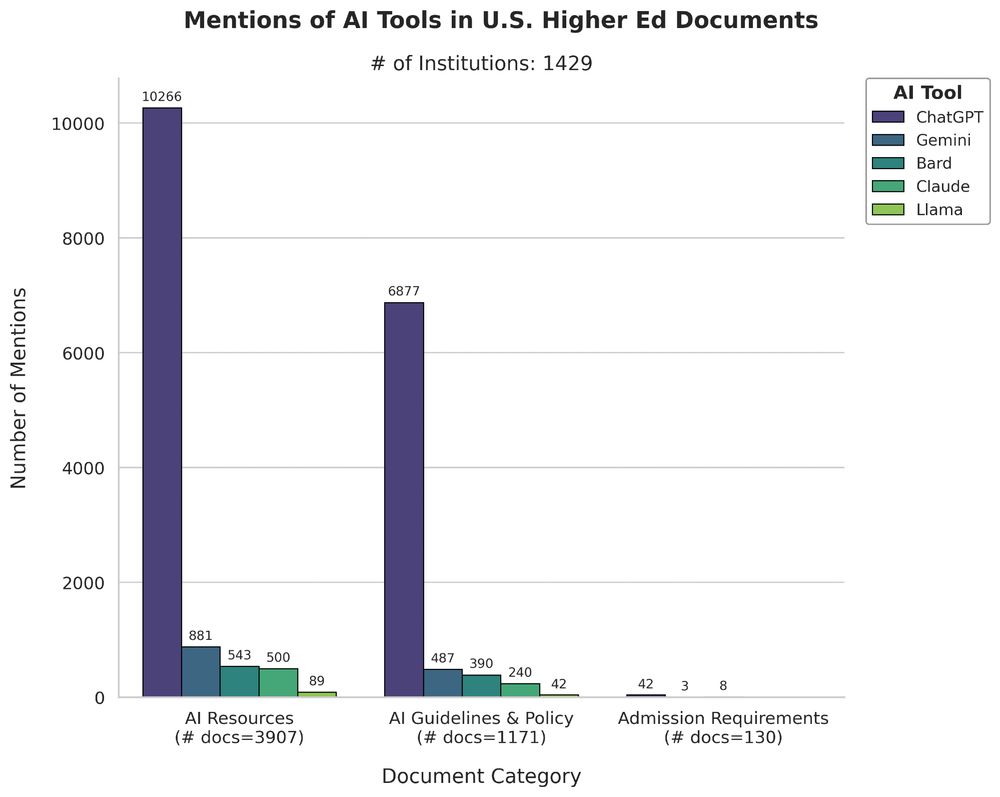 Mentions of AI Tools in U.S. Higher Ed Documents
# of Institutions: 1429
AI Tool
ChatGPT
Gemini
Bard
Claude
Llama
Number of Mentions
10000
8000
6000
4000
2000
0
10266
881
543
500
89
6877
487
390
240
42
42
3
8
AI Resources
(# docs=3907)
AI Guidelines & Policy
(# docs=1171)
Admission Requirements
(# docs=130)
Document Category